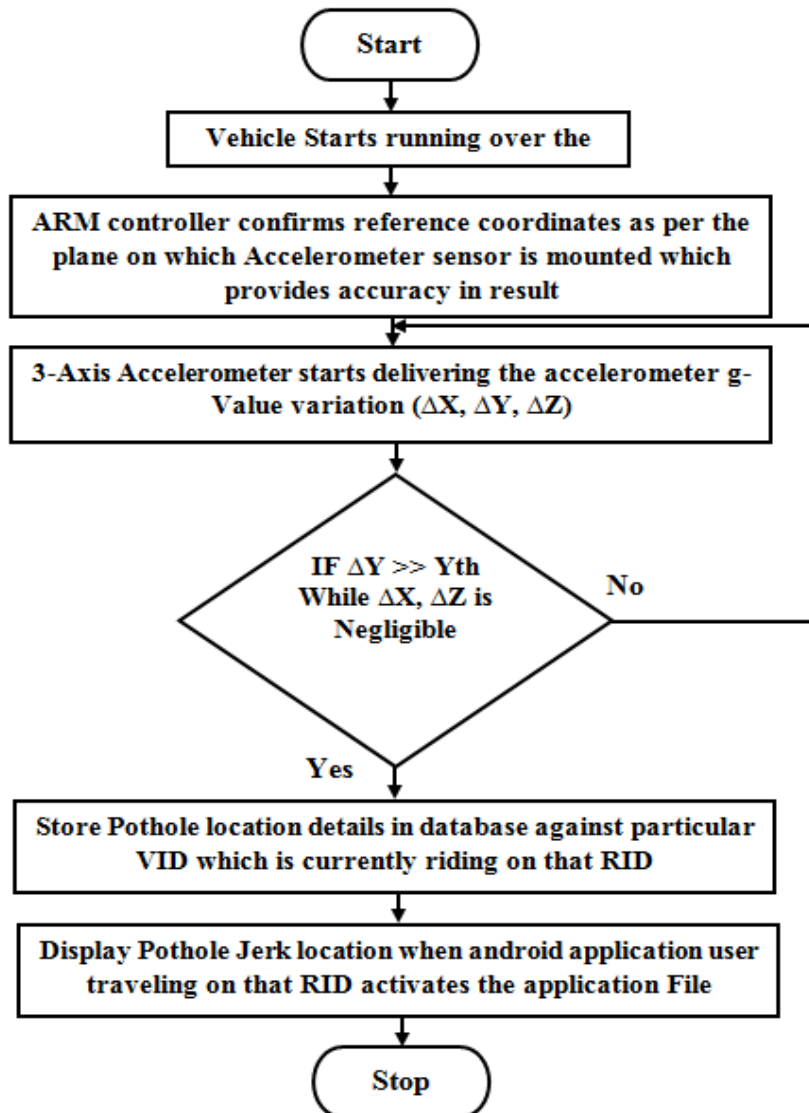 Start
Vehicle Starts running over the
ARM controller confirms reference coordinates as per the
plane on which Accelerometer sensor is mounted which
provides accuracy in result
3-Axis Accelerometer starts delivering the accelerometer g-
Value variation (ΔX, ΔY, ΔZ)
IF ΔY >> Yth
While ΔX, ΔZ is
Negligible
No
Yes
Store Pothole location details in database against particular
VID which is currently riding on that RID
Display Pothole Jerk location when android application user
traveling on that RID activates the application File
Stop